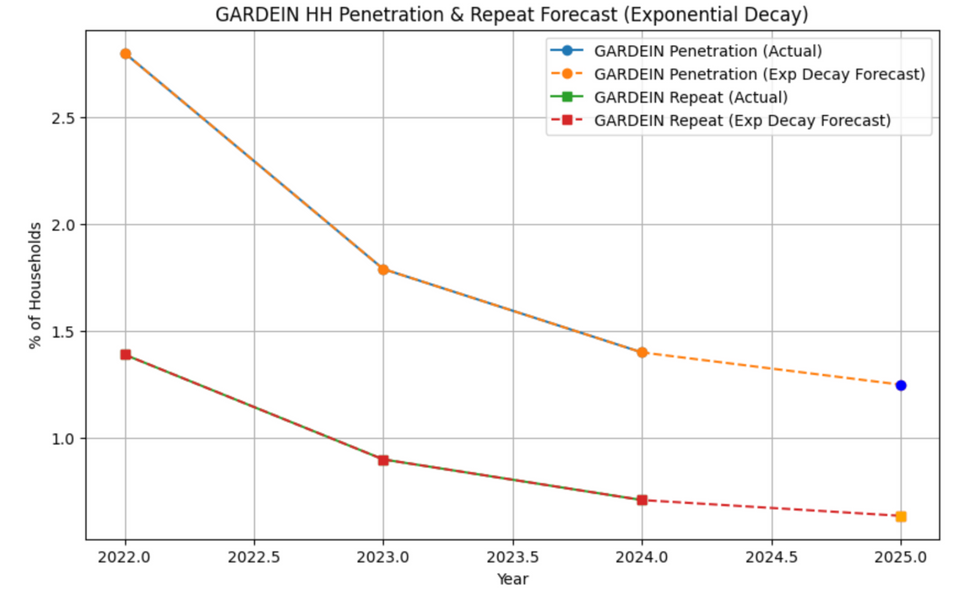 GARDEIN HH Penetration & Repeat Forecast (Exponential Decay)
GARDEIN Penetration (Actual)
GARDEIN Penetration (Exp Decay Forecast)
GARDEIN Repeat (Actual)
GARDEIN Repeat (Exp Decay Forecast)
% of Households
2.5
2.0
1.5
1.0
2022.0 2022.5 2023.0 2023.5 2024.0 2024.5 2025.0
Year